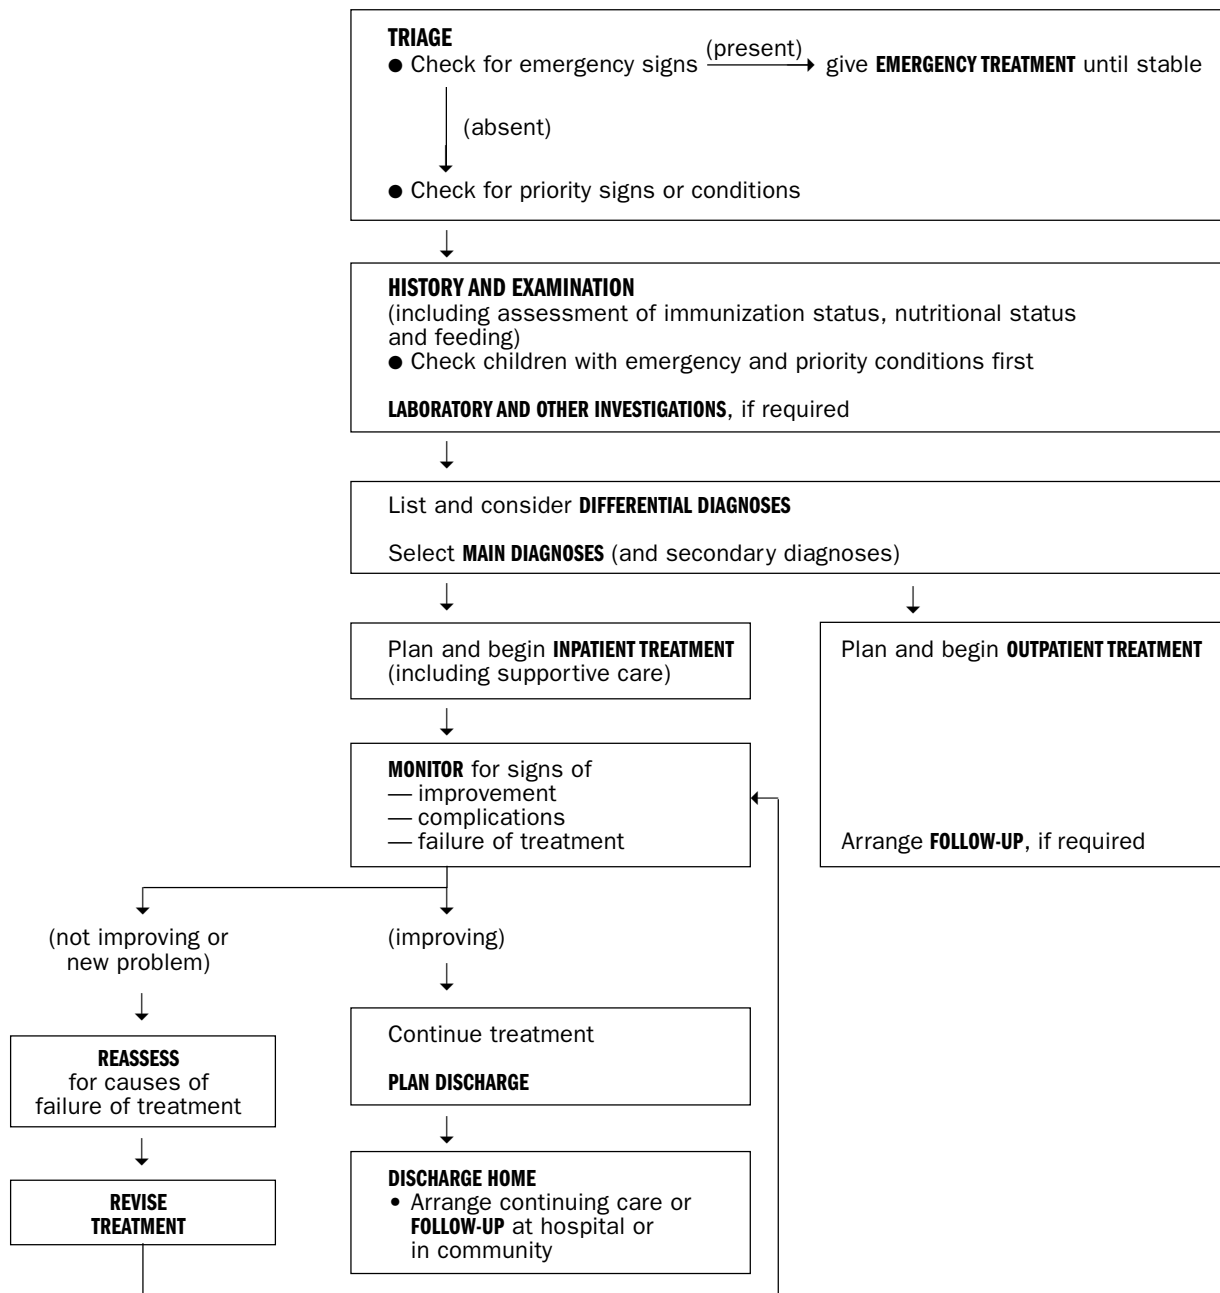 TRIAGE
● Check for emergency signs (present) give EMERGENCY TREATMENT until stable
(absent)
● Check for priority signs or conditions
HISTORY AND EXAMINATION
(including assessment of immunization status, nutritional status
and feeding)
● Check children with emergency and priority conditions first
LABORATORY AND OTHER INVESTIGATIONS, if required
List and consider DIFFERENTIAL DIAGNOSES
Select MAIN DIAGNOSES (and secondary diagnoses)
Plan and begin INPATIENT TREATMENT
(including supportive care)
Plan and begin OUTPATIENT TREATMENT
Arrange FOLLOW-UP, if required
MONITOR for signs of
— improvement
— complications
— failure of treatment
(not improving or
new problem)
(improving)
REASSESS
for causes of
failure of treatment
REVISE
TREATMENT
Continue treatment
PLAN DISCHARGE
DISCHARGE HOME
• Arrange continuing care or
FOLLOW-UP at hospital or
in community